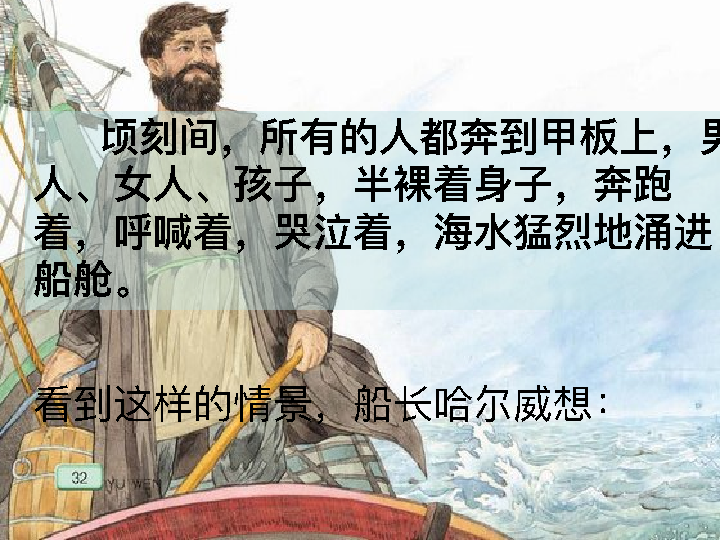 顷刻间，所有的人都奔到甲板上，男
人、女人、孩子，半裸着身子，奔跑
着，呼喊着，哭泣着，海水猛烈地涌进
船舱。
看到这样的情景，船长哈尔威想：
32
YU WEN